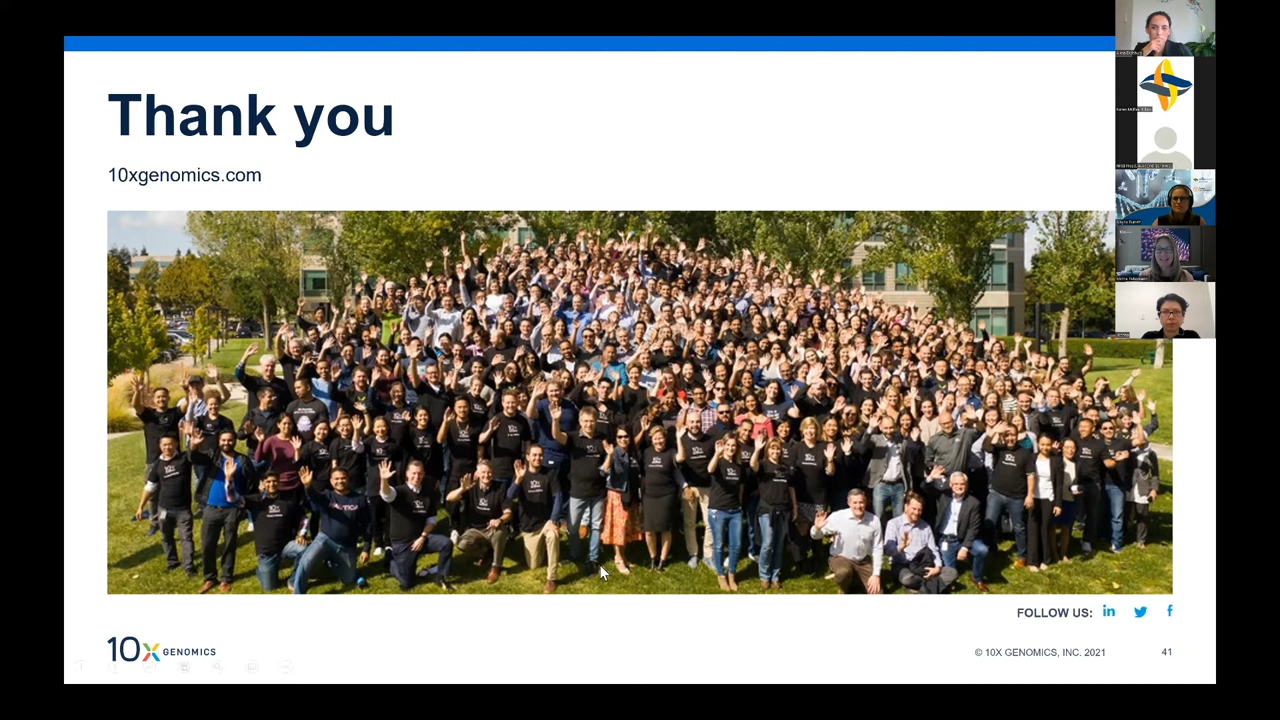 Thank you
10xgenomics.com
FOLLOW US:
10x GENOMICS
© 10X GENOMICS, INC. 2021
41